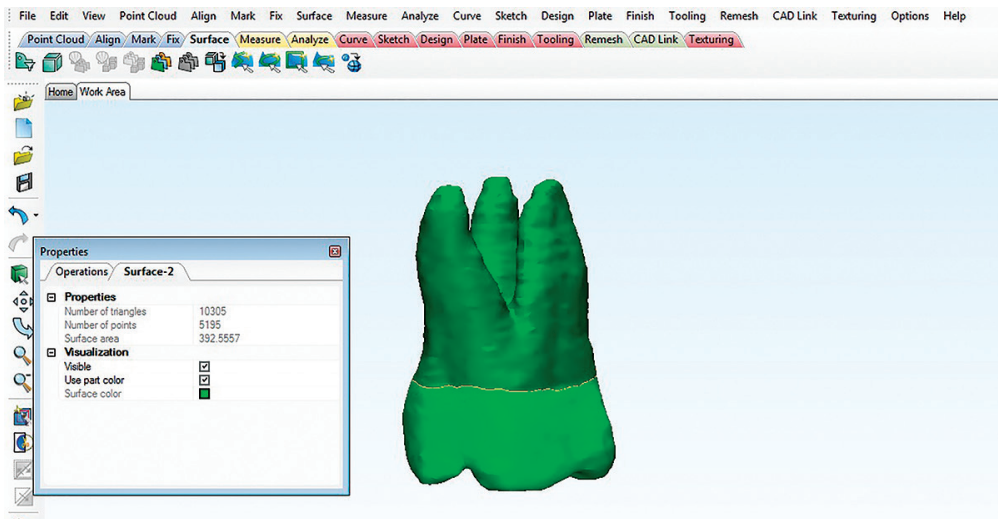 File Edit View Point Cloud Align Mark Fix Surface Measure Analyze Curve Sketch Design Plate Finish Tooling Remesh CAD Link Texturing Options Help
Point Cloud Align Mark Fix Surface Measure Analyze Curve Sketch Design Plate Finish Tooling Remesh CAD Link Texturing
Home Work Area
Properties
Operations Surface-2
Properties
Number of triangles 10305
Number of points 5195
Surface area 392.5557
Visualization
Visible
Use part color
Surface color